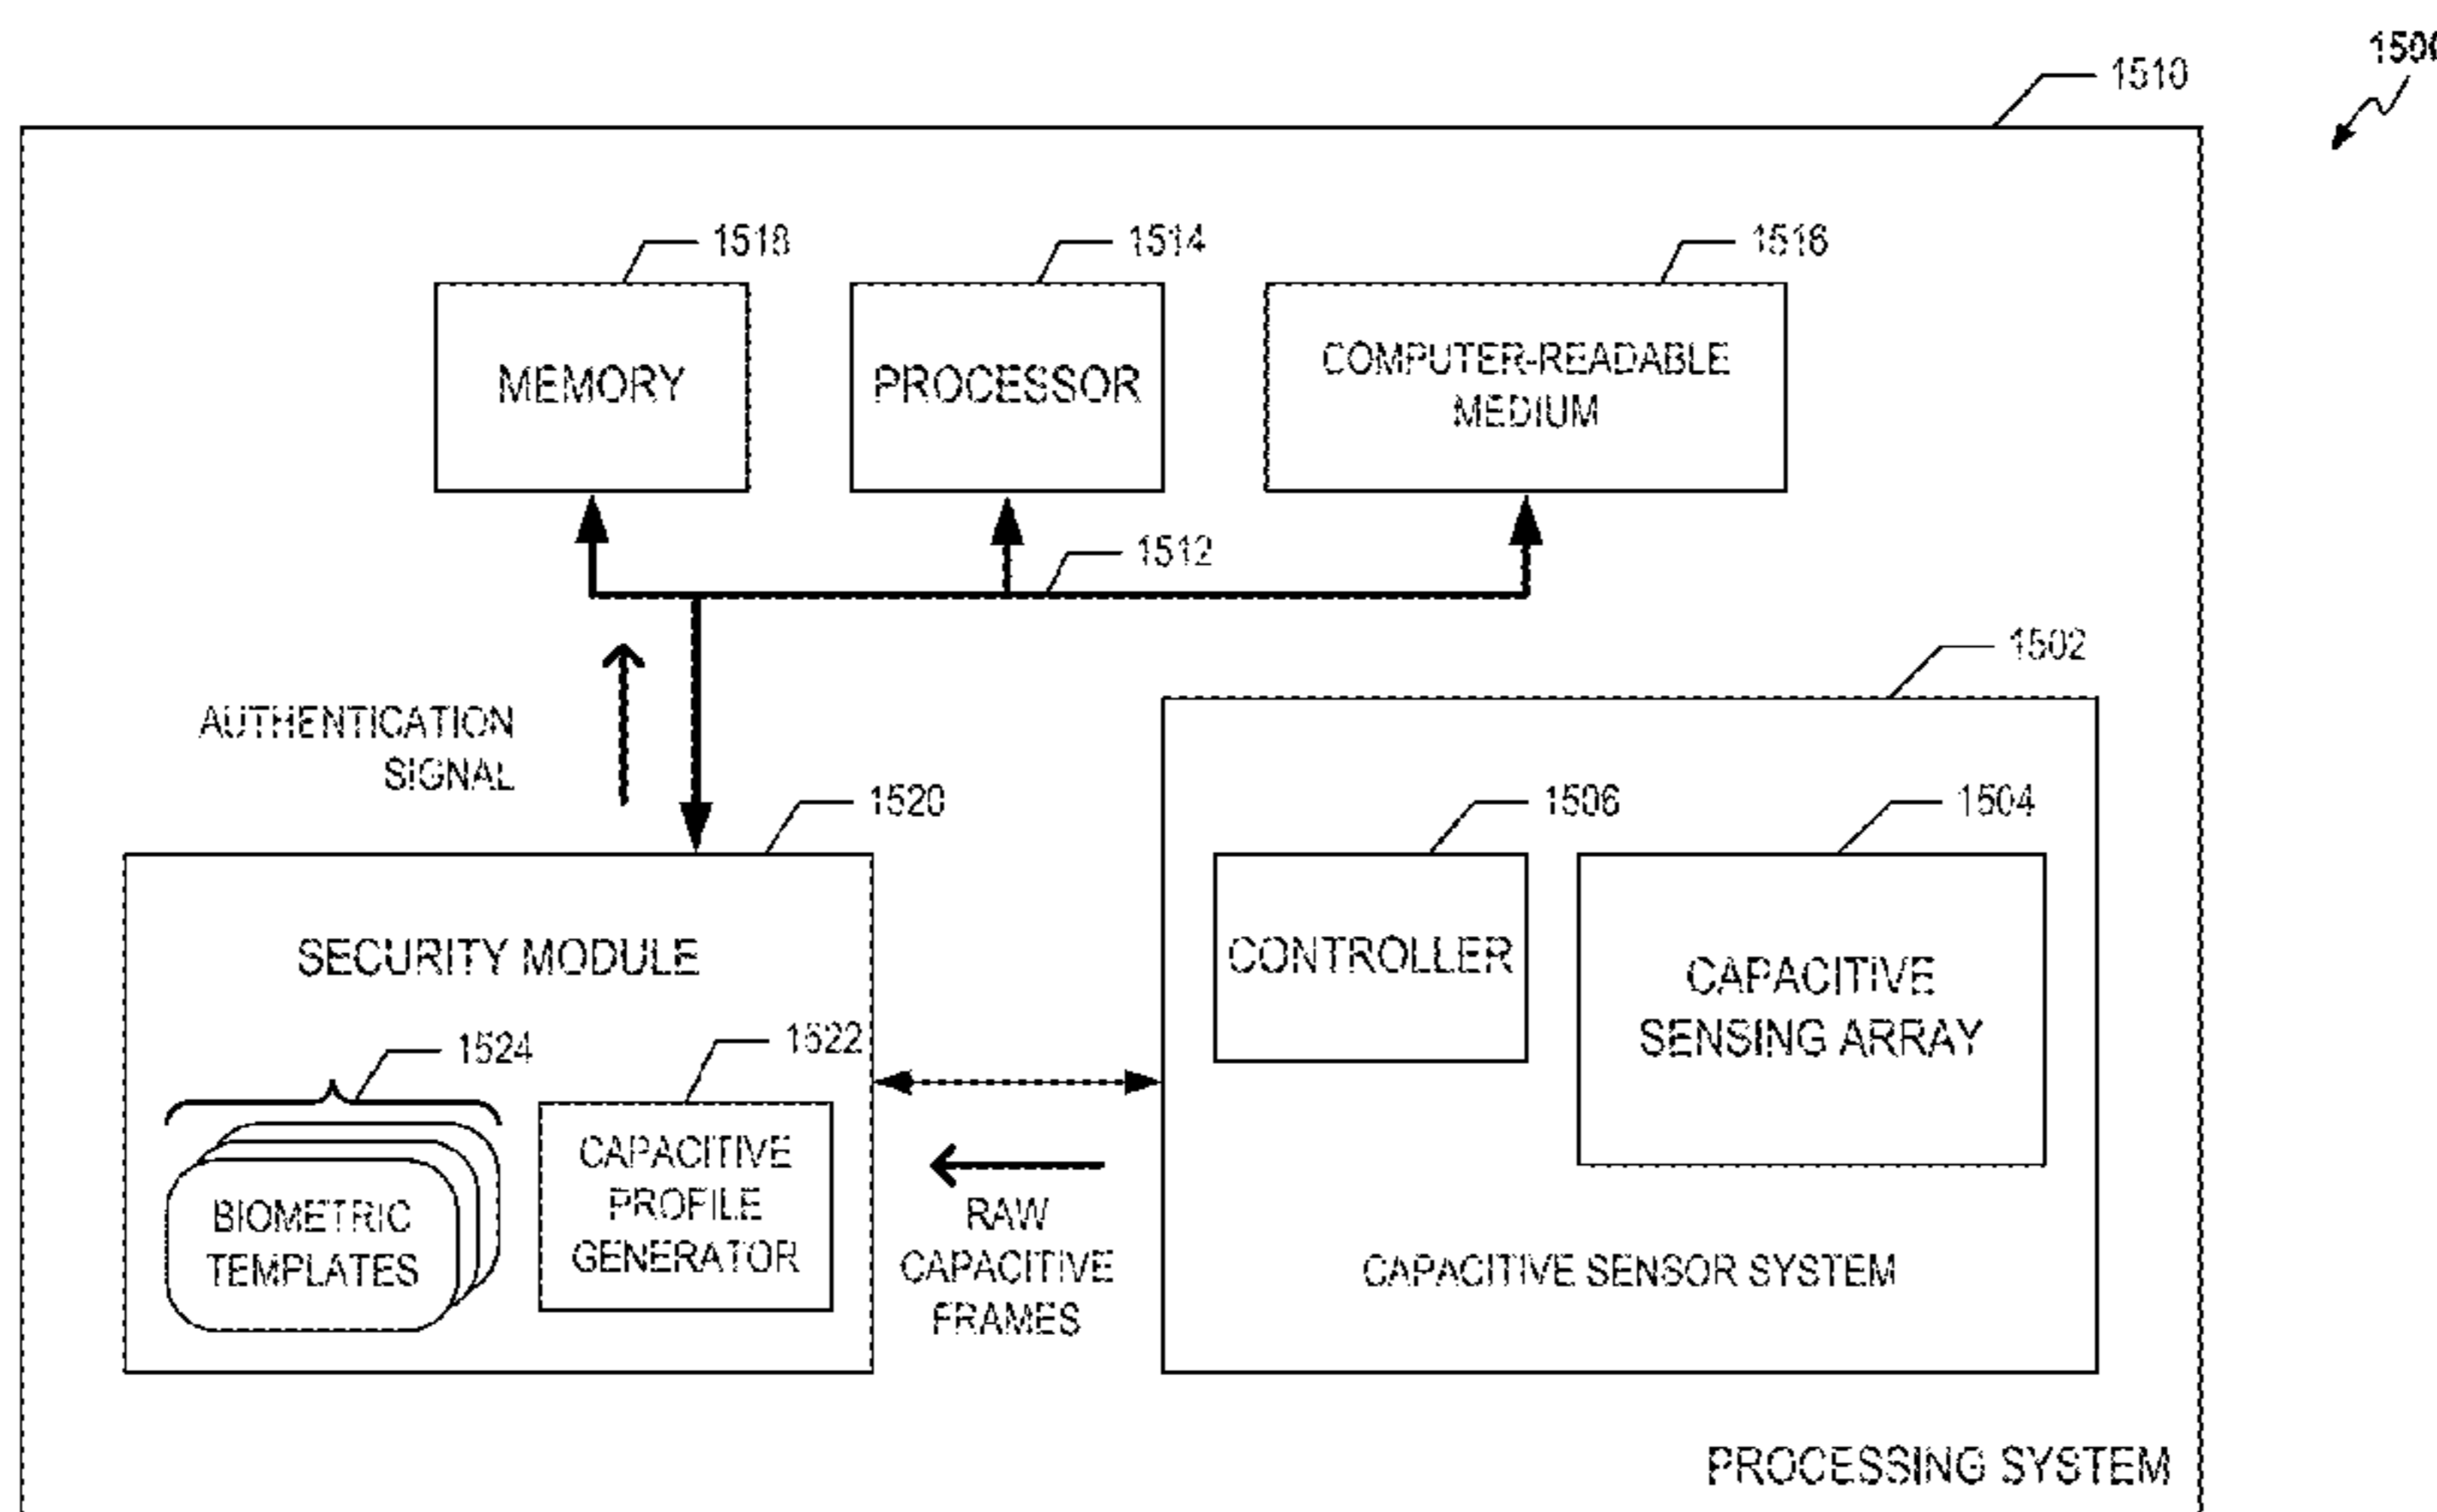 1500
1510
1518
1514
1516
MEMORY
PROCESSOR
COMPUTER-READABLE
MEDIUM
1512
1502
AUTHENTICATION
SIGNAL
1520
1506
1504
SECURITY MODULE
CONTROLLER
CAPACITIVE
SENSING ARRAY
1524
1522
BIOMETRIC
TEMPLATES
CAPACITIVE
PROFILE
GENERATOR
RAW
CAPACITIVE
FRAMES
CAPACITIVE SENSOR SYSTEM
PROCESSING SYSTEM